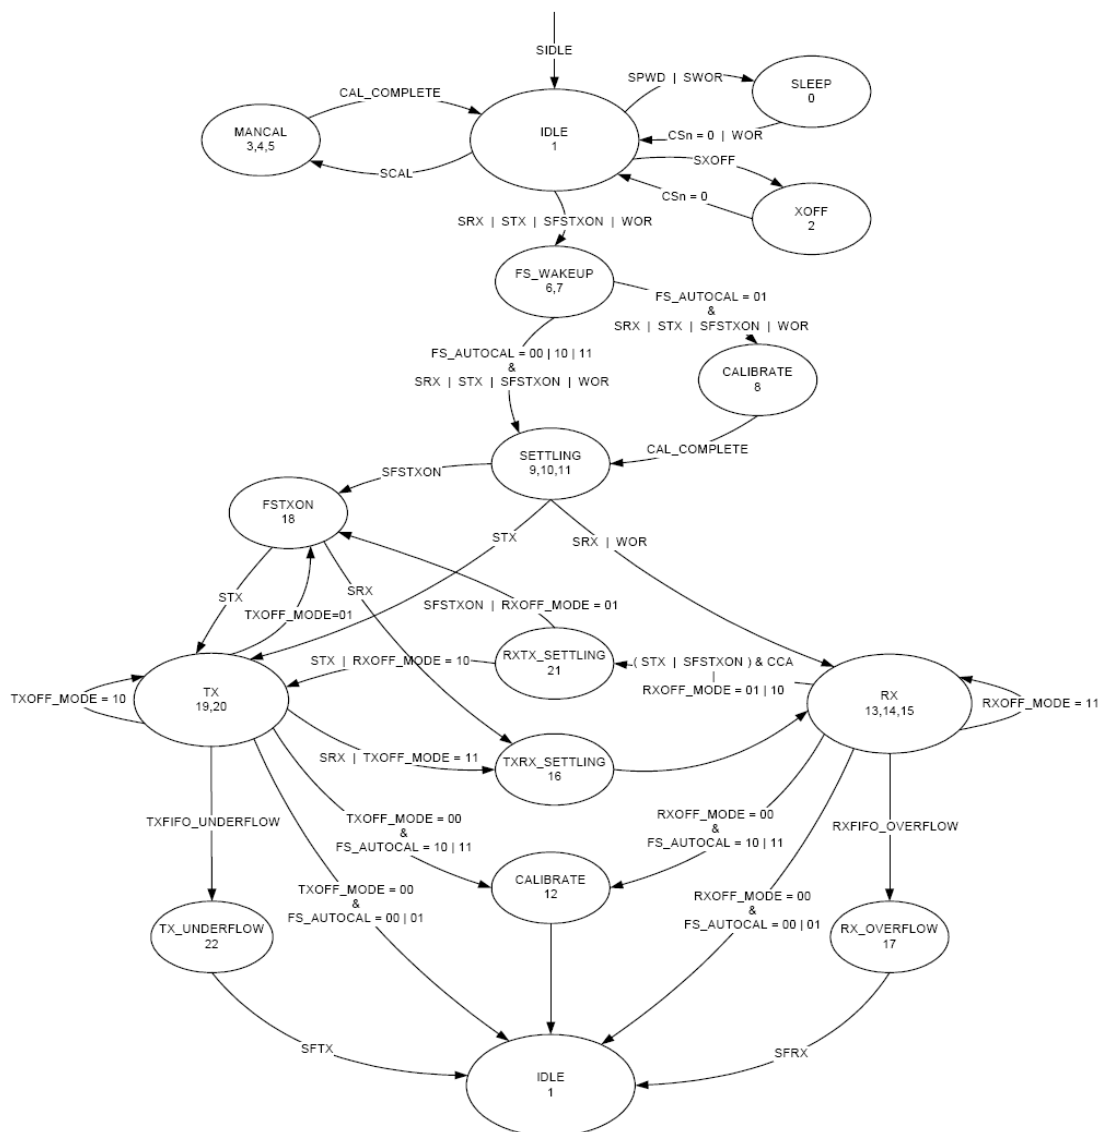 SIDLE
SPWD | SWOR
SLEEP
0
CAL_COMPLETE
IDLE
1
MANCAL
3,4,5
CSn = 0 | WOR
SCAL
SXOFF
CSn = 0
XOFF
2
SRX | STX | SFSTXON | WOR
FS_WAKEUP
6,7
FS_AUTOCAL = 01
&
SRX | STX | SFSTXON | WOR
FS_AUTOCAL = 00 | 10 | 11
&
SRX | STX | SFSTXON | WOR
CALIBRATE
8
CAL_COMPLETE
SETTLING
9,10,11
SFSTXON
FSTXON
18
STX
SRX | WOR
STX
SRX
TXOFF_MODE=01
SFSTXON | RXOFF_MODE = 01
RXTX_SETTLING
21
STX | RXOFF_MODE = 10
( STX | SFSTXON ) & CCA
|
RXOFF_MODE = 01 | 10
TXOFF_MODE = 10
TX
19,20
RX
13,14,15
RXOFF_MODE = 11
SRX | TXOFF_MODE = 11
TXRX_SETTLING
16
TXFIFO_UNDERFLOW
TXOFF_MODE = 00
&
FS_AUTOCAL = 10 | 11
RXOFF_MODE = 00
&
FS_AUTOCAL = 10 | 11
RXFIFO_OVERFLOW
TXOFF_MODE = 00
&
FS_AUTOCAL = 00 | 01
CALIBRATE
12
RXOFF_MODE = 00
&
FS_AUTOCAL = 00 | 01
TX_UNDERFLOW
22
RX_OVERFLOW
17
SFTX
SFRX
IDLE
1